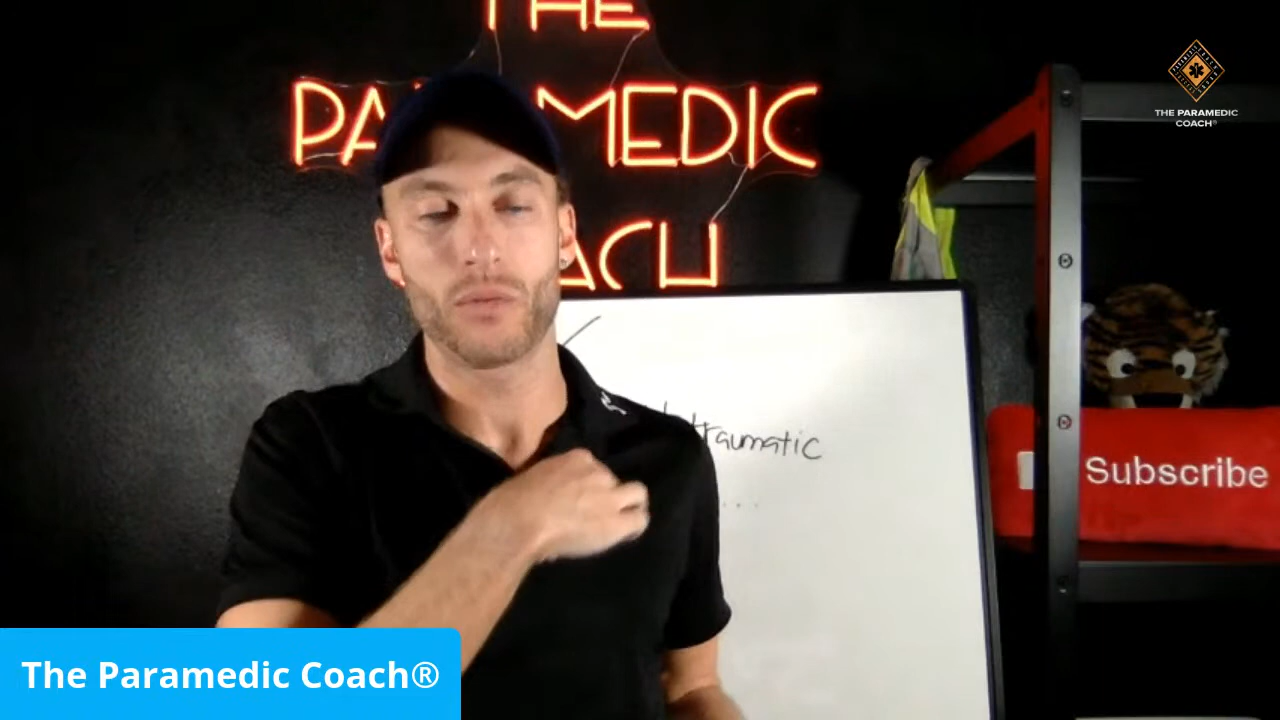 THE
PA MEDIC
ACH
THE PARAMEDIC
COACH®
traumatic
...
Subscribe
The Paramedic Coach®